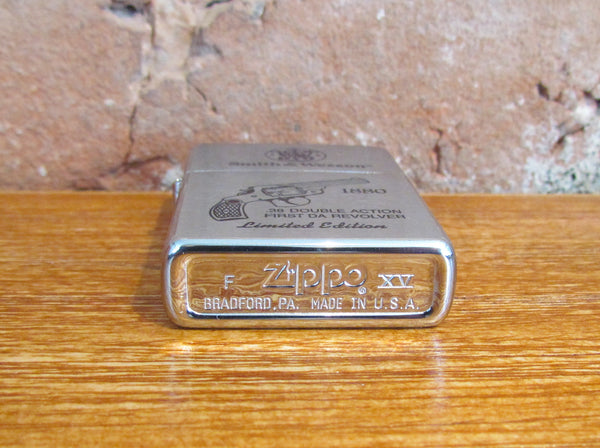 Smith & Wesson
1880
38 DOUBLE ACTION
FIRST DA REVOLVER
Limited Edition
F Zippo ® XV
BRADFORD, PA. MADE IN U.S.A.